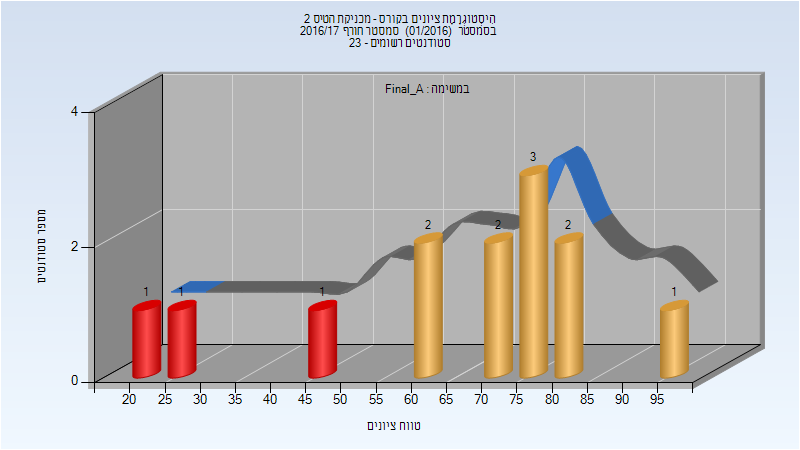 היסטוגרמת ציונים בקורס - מכניקת הטיס 2
בסמסטר (01/2016) סמסטר חורף 2016/17
סטודנטים רשומים - 23
במשימה : Final_A
מספר סטודנטים
4
2
0
1
1
1
2
2
3
2
1
20 25 30 35 40 45 50 55 60 65 70 75 80 85 90 95
טווח ציונים